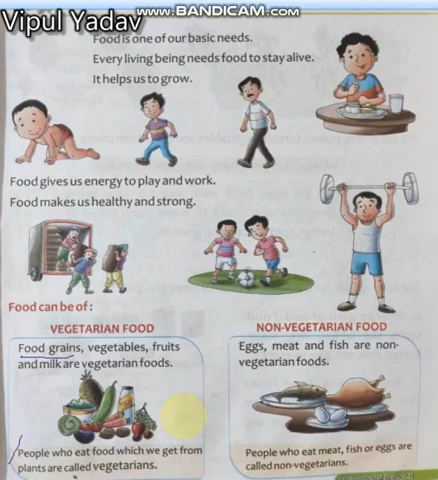 www.BANDICAM.com
Vipul Yadav
Food is one of our basic needs.
Every living being needs food to stay alive.
It helps us to grow.
Food gives us energy to play and work.
Food makes us healthy and strong.
Food can be of :
VEGETARIAN FOOD
Food grains, vegetables, fruits
and milk are vegetarian foods.
People who eat food which we get from
plants are called vegetarians.
NON-VEGETARIAN FOOD
Eggs, meat and fish are non-
vegetarian foods.
People who eat meat, fish or eggs are
called non-vegetarians.